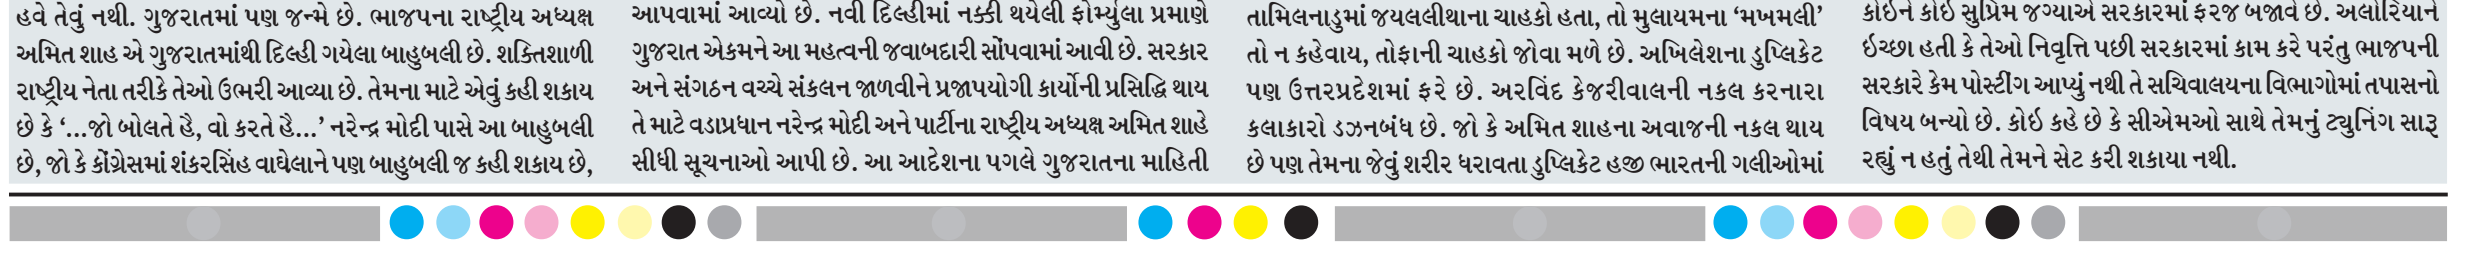 હવે તેવું નથી. ગુજરાતમાં પણ જન્મે છે. ભાજપના રાષ્ટ્રીય અધ્યક્ષ
અમિત શાહ એ ગુજરાતમાંથી દિલ્હી ગયેલા બાહુબલી છે. શક્તિશાળી
રાષ્ટ્રીય નેતા તરીકે તેઓ ઉભરી આવ્યા છે. તેમના માટે એવું કહી શકાય
છે કે ‘...જો બોલતે હૈ, વો કરતે હૈ...’ નરેન્દ્ર મોદી પાસે આ બાહુબલી
છે, જો કે કોંગ્રેસમાં શંકરસિંહ વાઘેલાને પણ બાહુબલી જ કહી શકાય છે,
આપવામાં આવ્યો છે. નવી દિલ્હીમાં નક્કી થયેલી ફોર્મ્યુલા પ્રમાણે
ગુજરાત એકમને આ મહત્વની જવાબદારી સોંપવામાં આવી છે. સરકાર
અને સંગઠન વચ્ચે સંકલન જાળવીને પ્રજાપયોગી કાર્યોની પ્રસિદ્ધિ થાય
તે માટે વડાપ્રધાન નરેન્દ્ર મોદી અને પાર્ટીના રાષ્ટ્રીય અધ્યક્ષ અમિત શાહે
સીધી સૂચનાઓ આપી છે. આ આદેશના પગલે ગુજરાતના માહિતી
તામિલનાડુમાં જયલલીથાના ચાહકો હતા, તો મુલાયમના ‘મખમલી’
તો ન કહેવાય, તોફાની ચાહકો જોવા મળે છે. અખિલેશના ડુપ્લિકેટ
પણ ઉત્તરપ્રદેશમાં ફરે છે. અરવિંદ કેજરીવાલની નકલ કરનારા
કલાકારો ડઝનબંધ છે. જો કે અમિત શાહના અવાજની નકલ થાય
છે પણ તેમના જેવું શરીર ધરાવતા ડુપ્લિકેટ હજી ભારતની ગલીઓમાં
કોઇને કોઇ સુપ્રિમ જગ્યાએ સરકારમાં ફરજ બજાવે છે. અલોરિયાને
ઇચ્છા હતી કે તેઓ નિવૃત્તિ પછી સરકારમાં કામ કરે પરંતુ ભાજપની
સરકારે કેમ પોસ્ટીંગ આપ્યું નથી તે સચિવાલયના વિભાગોમાં તપાસનો
વિષય બન્યો છે. કોઇ કહે છે કે સીએમઓ સાથે તેમનું ટ્યુનિંગ સારૂ
રહ્યું ન હતું તેથી તેમને સેટ કરી શકાયા નથી.